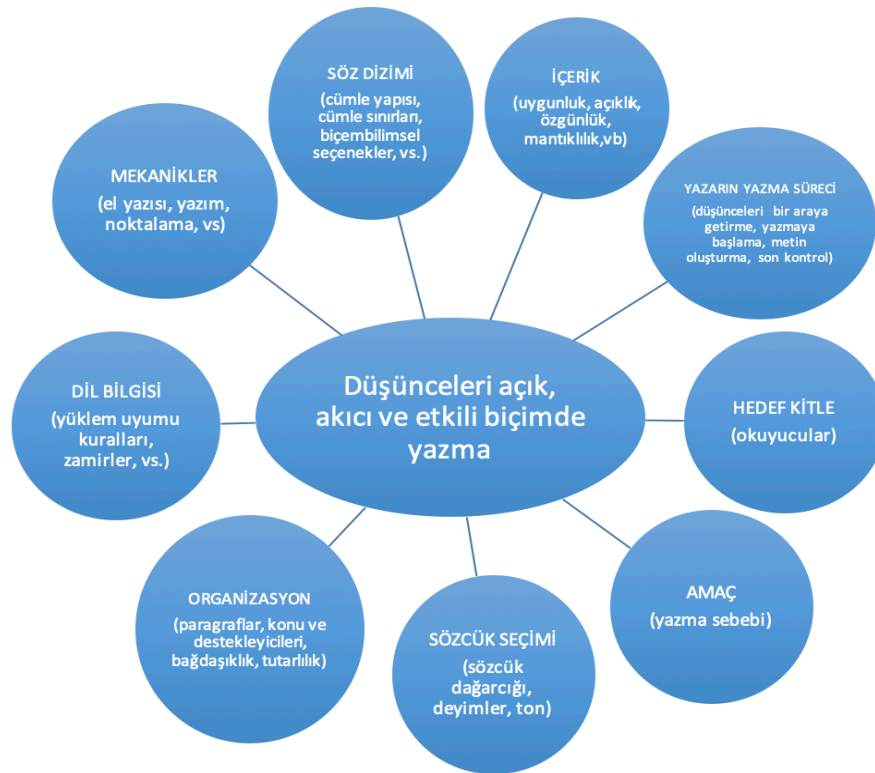 SÖZ DİZİMİ
(cümle yapısı,
cümle sınırları,
biçembilimsel
seçenekler, vs.)
İÇERİK
(uygunluk, açıklık,
özgünlük,
mantıklılık,vb)
YAZARIN YAZMA SÜRECİ
(düşünceleri bir araya
getirme, yazmaya
başlama, metin
oluşturma, son kontrol)
HEDEF KİTLE
(okuyucular)
AMAÇ
(yazma sebebi)
SÖZCÜK SEÇİMİ
(sözcük
dağarcığı,
deyimler, ton)
ORGANİZASYON
(paragraflar, konu ve
destekleyicileri,
bağdaşıklık, tutarlılık)
DİL BİLGİSİ
(yüklem uyumu
kuralları,
zamirler, vs.)
MEKANİKLER
(el yazısı, yazım,
noktalama, vs)
Düşünceleri açık,
akıcı ve etkili biçimde
yazma